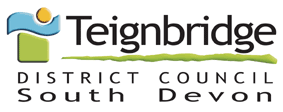 Teignbridge
DISTRICT COUNCIL
South Devon